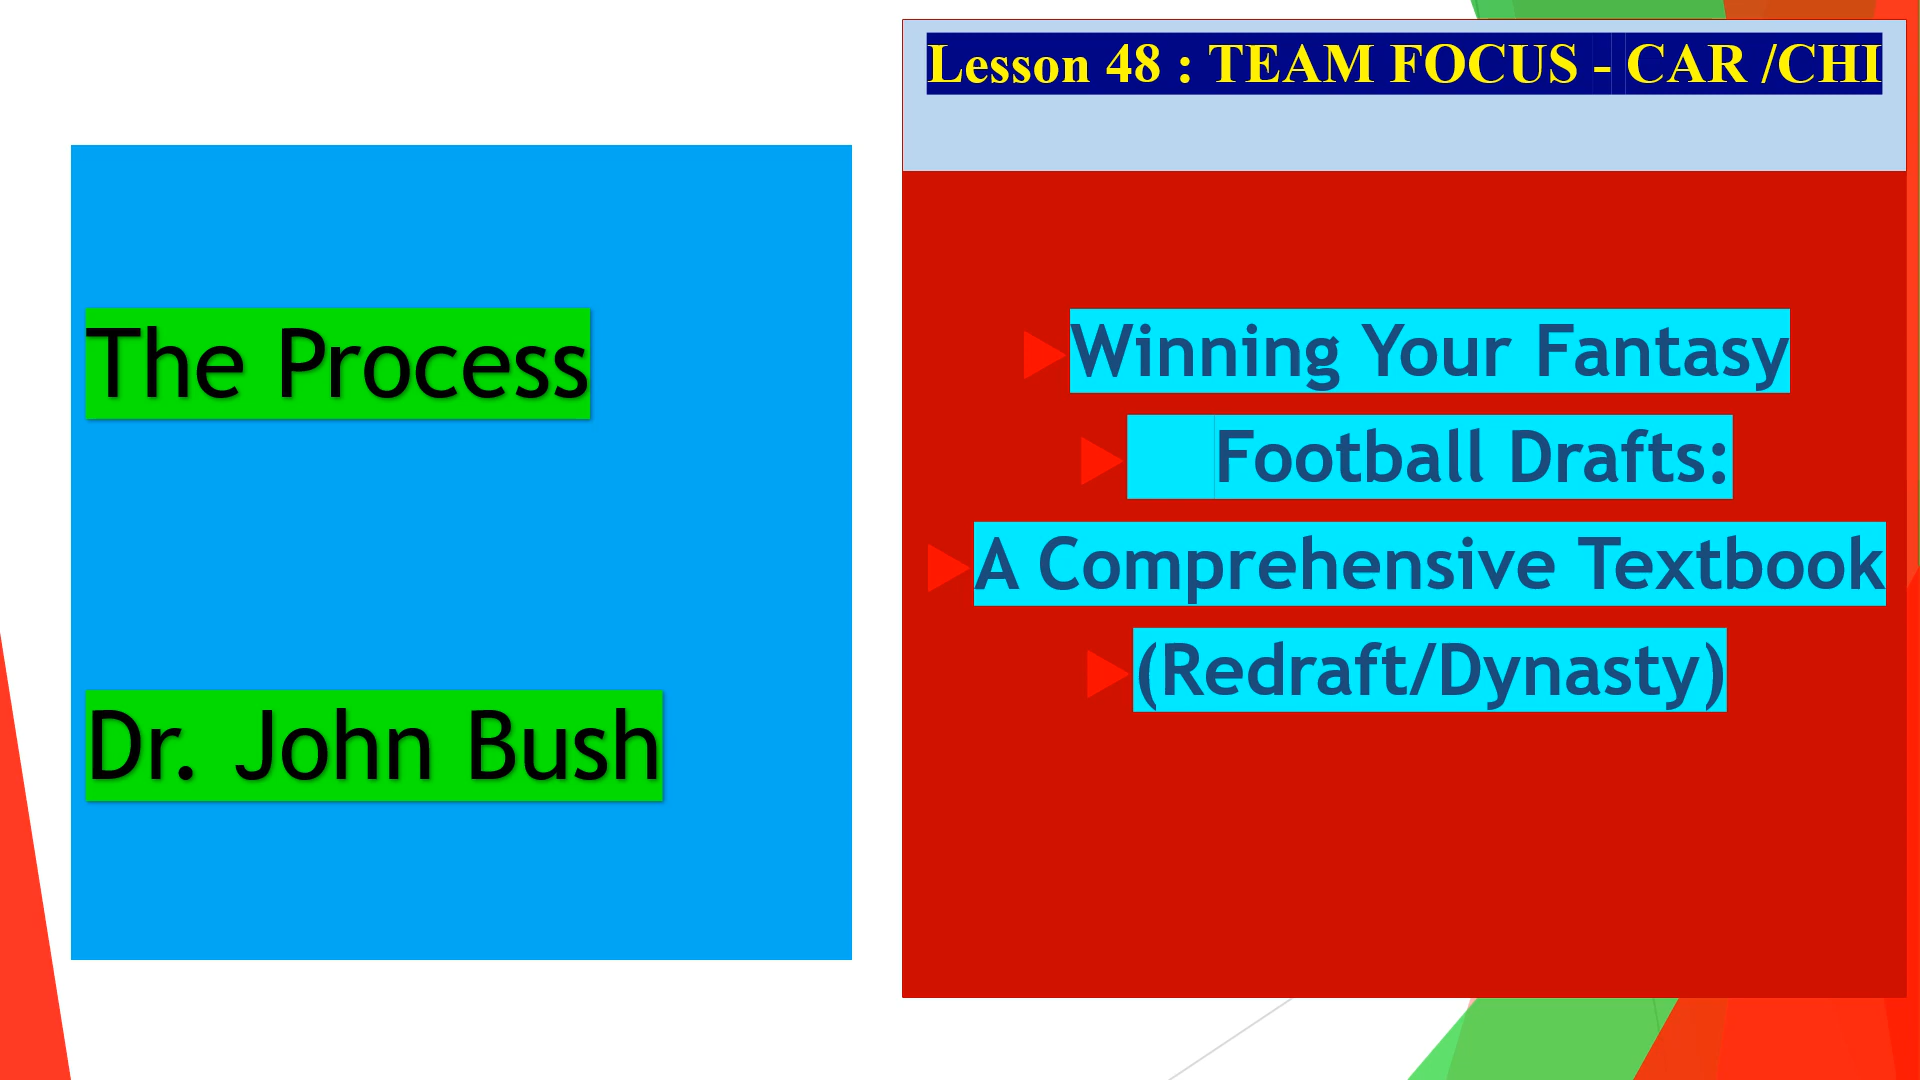 The Process
Dr. John Bush
Lesson 48 : TEAM FOCUS - CAR /CHI
Winning Your Fantasy
Football Drafts:
A Comprehensive Textbook
(Redraft/Dynasty)